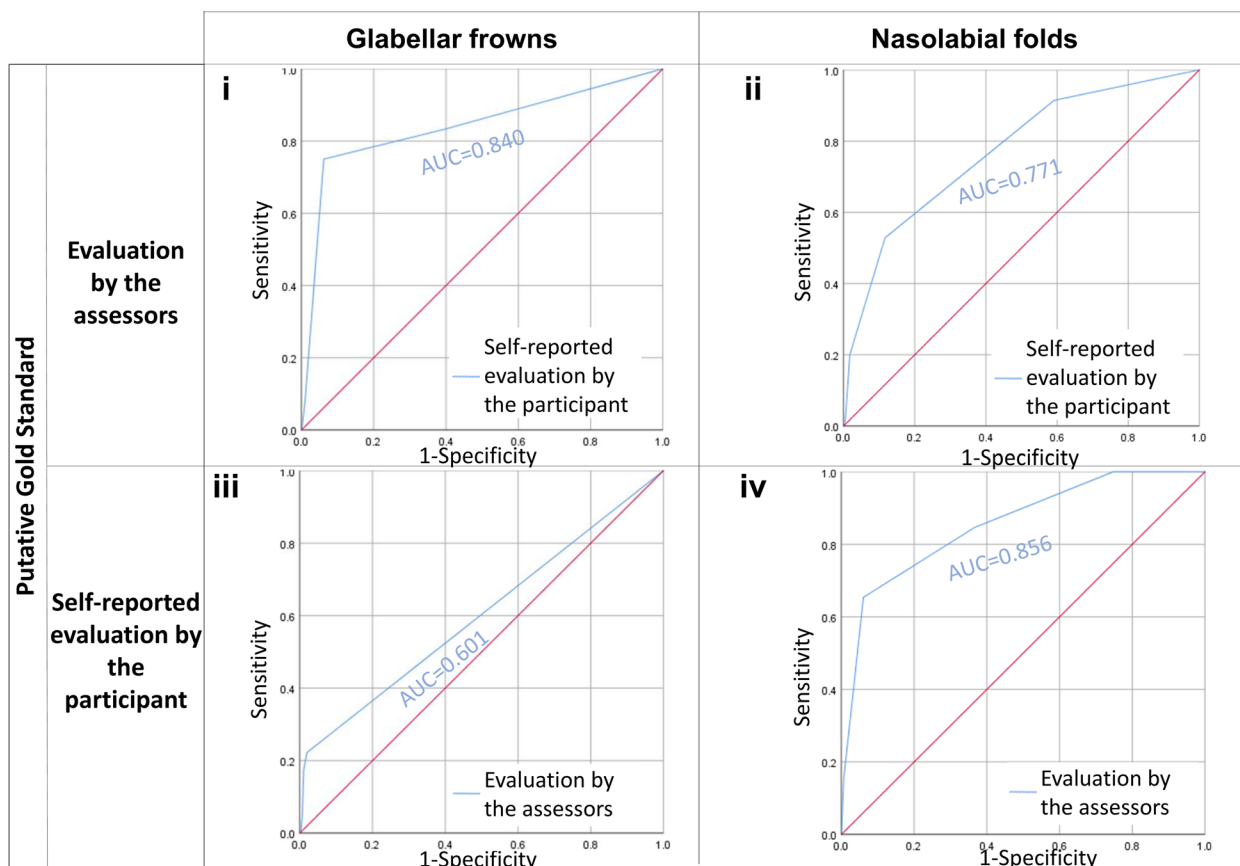 Glabellar frowns
Nasolabial folds
Putative Gold Standard
Evaluation
by the
assessors
i
1.0
0.8
0.6
0.4
0.2
0.0
0.0
0.2
0.4
0.6
0.8
1.0
Sensitivity
1-Specificity
AUC=0.840
Self-reported
evaluation by
the participant
ii
1.0
0.8
0.6
0.4
0.2
0.0
0.0
0.2
0.4
0.6
0.8
1.0
Sensitivity
1-Specificity
AUC=0.771
Self-reported
evaluation by
the participant
Self-reported
evaluation by
the
participant
iii
1.0
0.8
0.6
0.4
0.2
0.0
0.0
0.2
0.4
0.6
0.8
1.0
Sensitivity
1-Specificity
AUC=0.601
Evaluation by
the assessors
iv
1.0
0.8
0.6
0.4
0.2
0.0
0.0
0.2
0.4
0.6
0.8
1.0
Sensitivity
1-Specificity
AUC=0.856
Evaluation by
the assessors